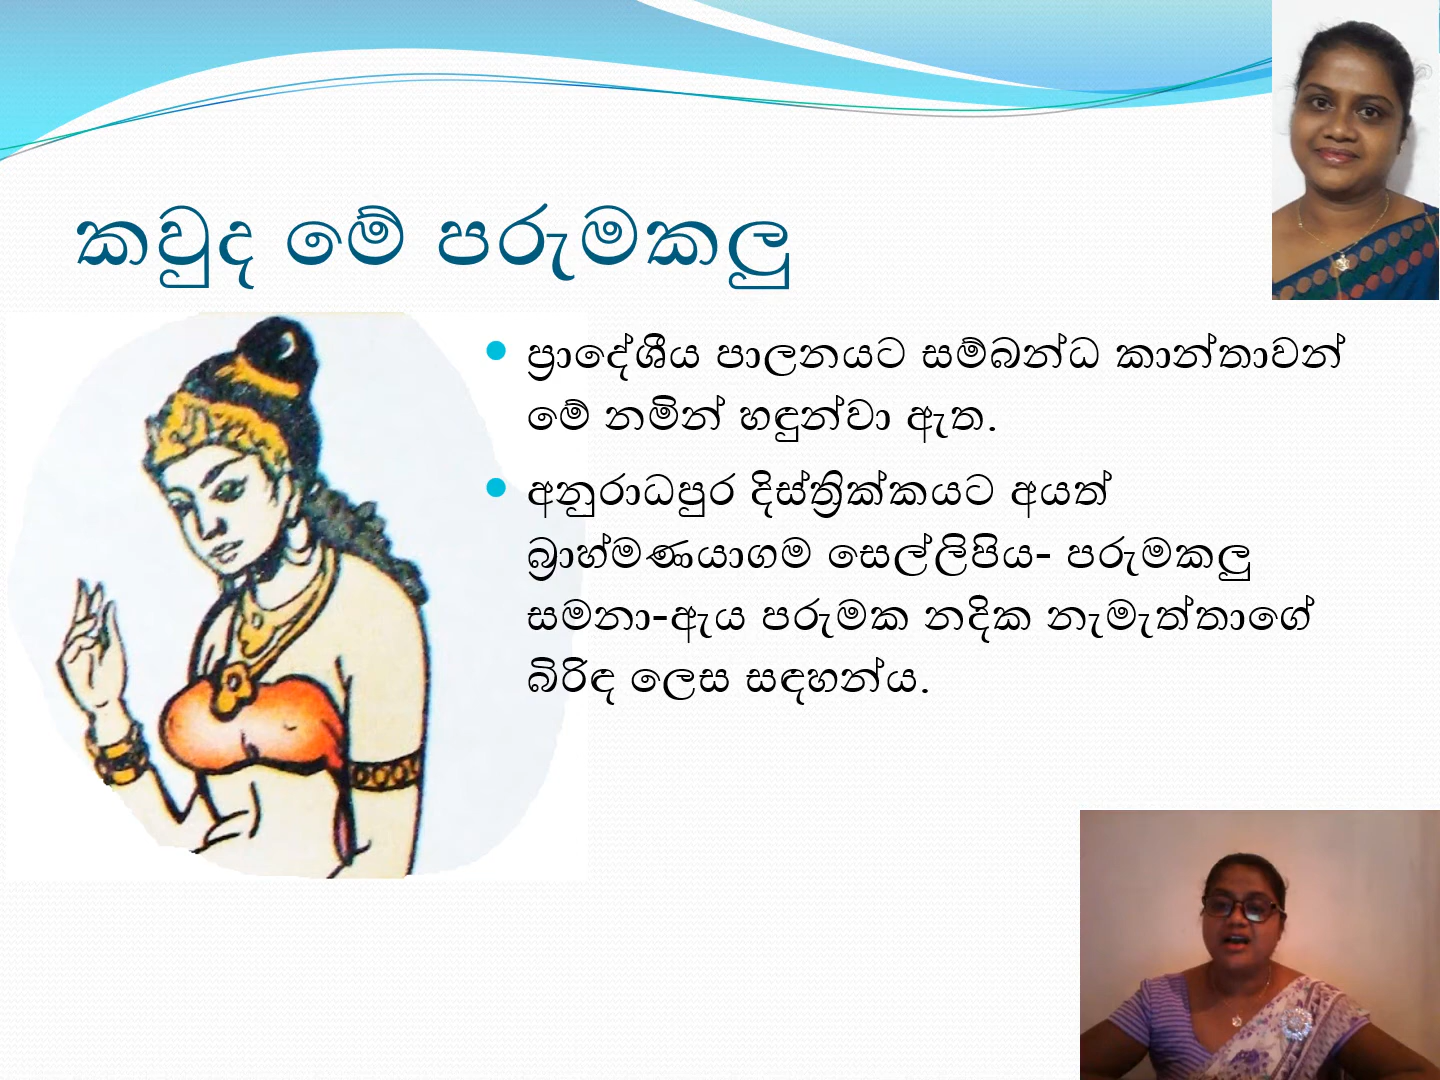 කවුද මේ පරුමකලු
ප්‍රාදේශීය පාලනයට සම්බන්ධ කාන්තාවන්
මේ නමින් හඳුන්වා ඇත.
අනුරාධපුර දිස්ත්‍රික්කයට අයත්
බ්‍රාහ්මණයාගම සෙල්ලිපිය- පරුමකලු
සමනා-ඇය පරුමක නදික නැමැත්තාගේ
බිරිඳ ලෙස සඳහන්ය.